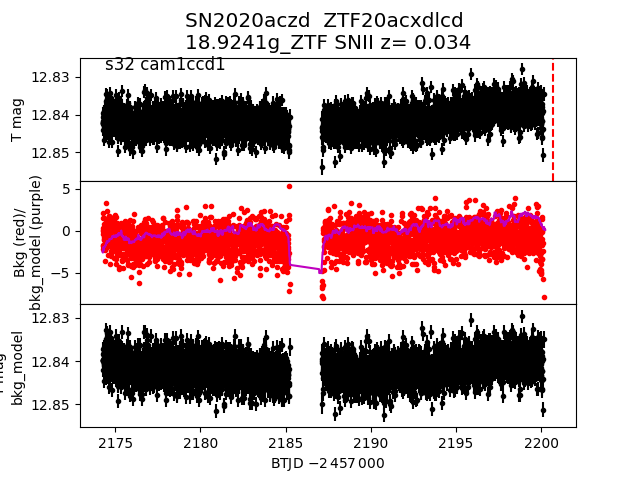 SN2020aczd ZTF20acxdlcd
18.9241g_ZTF SNII z= 0.034
s32 cam1ccd1
T mag
12.83
12.84
12.85
Bkg (red)/
bkg_model (purple)
5
0
−5
bkg_model
12.83
12.84
12.85
2175
2180
2185
2190
2195
2200
BTJD −2 457 000